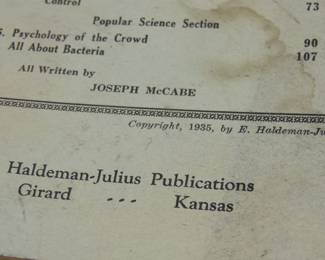 Control 73
Popular Science Section
5. Psychology of the Crowd 90
All About Bacteria 107
All Written by
JOSEPH McCABE
Copyright, 1935, by E. Haldeman-Ju
Haldeman-Julius Publications
Girard --- Kansas